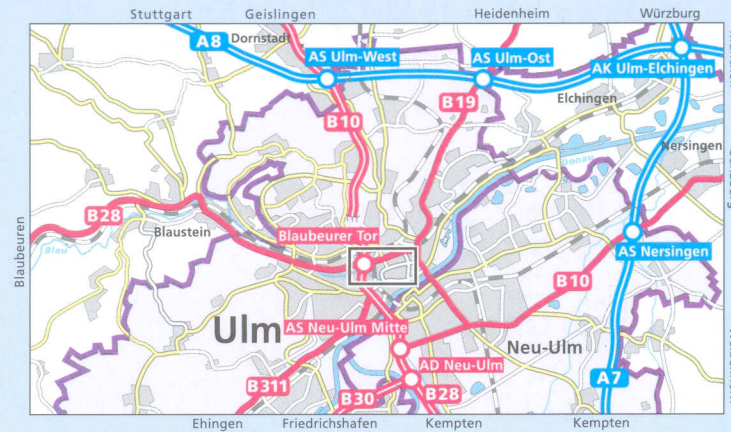 Stuttgart
Geislingen
Heidenheim
Würzburg
A8
Dornstadt
AS Ulm-West
AS Ulm-Ost
AK Ulm-Elchingen
B10
B19
Elchingen
Donau
Nersingen
B28
Blaustein
Blaubeurer Tor
Blau
Blaubeuren
AS Nersingen
B10
Ulm
AS Neu-Ulm Mitte
Neu-Ulm
AD Neu-Ulm
B311
B30
B28
A7
Ehingen
Friedrichshafen
Kempten
Kempten